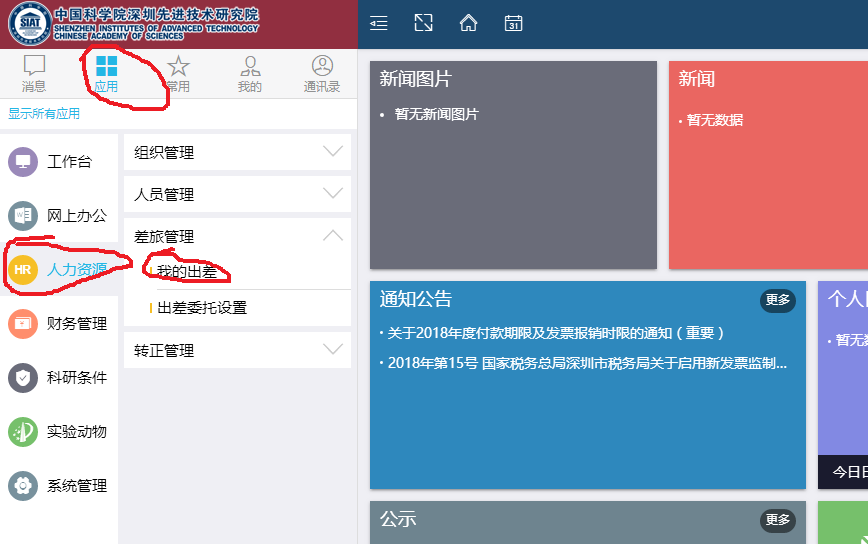 中国科学院深圳先进技术研究院
SHENZHEN INSTITUTES OF ADVANCED TECHNOLOGY
CHINESE ACADEMY OF SCIENCES
SIAT
31
消息
应用
常用
我的
通讯录
显示所有应用
工作台
网上办公
HR
人力资源
财务管理
科研条件
实验动物
系统管理
组织管理
人员管理
差旅管理
我的出差
出差委托设置
转正管理
新闻图片
• 暂无新闻图片
新闻
• 暂无数据
通知公告
更多
• 关于2018年度付款期限及发票报销时限的通知（重要）
• 2018年第15号 国家税务总局深圳市税务局关于启用新发票监制...
个人
• 暂无
今日
公示
更多